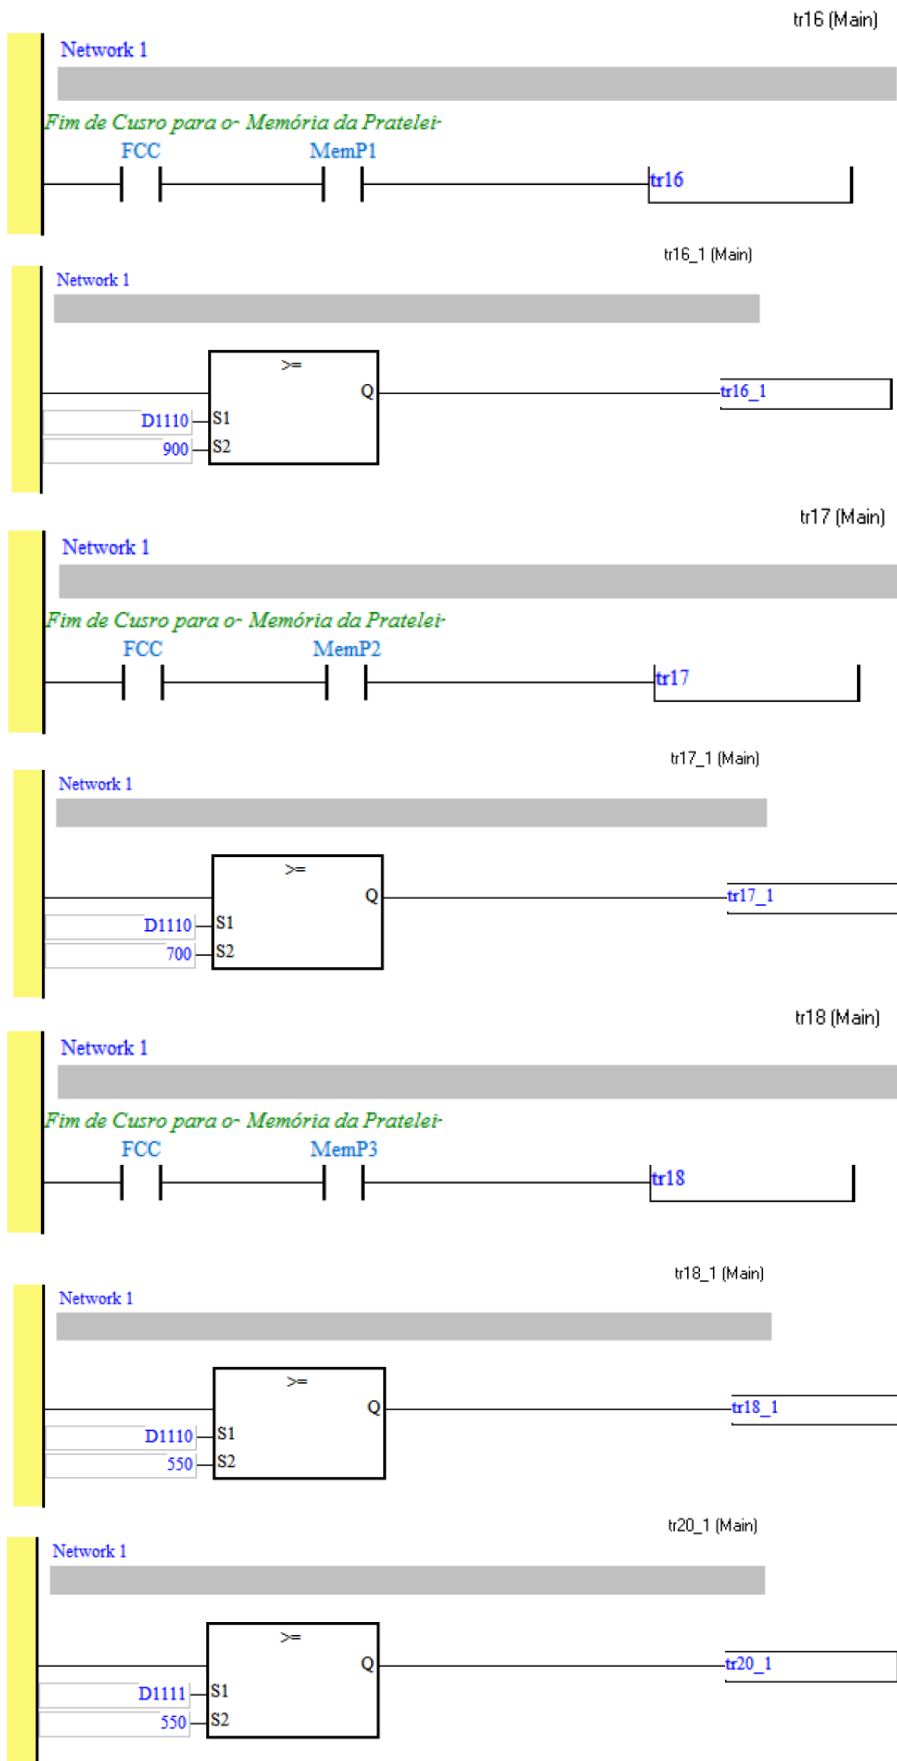 tr16 (Main)
Network 1
Fim de Cusro para o~ Memória da Pratelei~
FCC MemP1
tr16
tr16_1 (Main)
Network 1
>=
Q
tr16_1
D1110 S1
900 S2
tr17 (Main)
Network 1
Fim de Cusro para o~ Memória da Pratelei~
FCC MemP2
tr17
tr17_1 (Main)
Network 1
>=
Q
tr17_1
D1110 S1
700 S2
tr18 (Main)
Network 1
Fim de Cusro para o~ Memória da Pratelei~
FCC MemP3
tr18
tr18_1 (Main)
Network 1
>=
Q
tr18_1
D1110 S1
550 S2
tr20_1 (Main)
Network 1
>=
Q
tr20_1
D1111 S1
550 S2